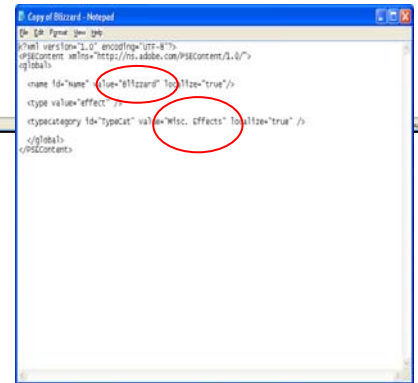 Copy of Blizzard - Notepad
File Edit Format View Help
<?xml version="1.0" encoding="UTF-8"?>
<PSEContent xmlns="http://ns.adobe.com/PSEContent/1.0/">
<global>
<name id="Name" value="Blizzard" localize="true"/>
<type value="effect" />
<typecategory id="TypeCat" value="Misc. Effects" localize="true" />
</global>
</PSEContent>